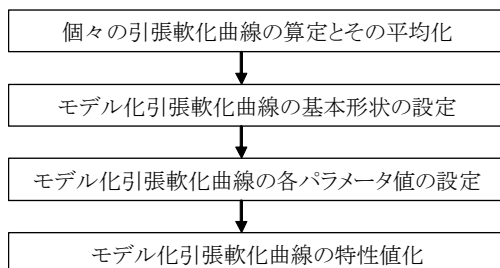 個々の引張軟化曲線の算定とその平均化
モデル化引張軟化曲線の基本形状の設定
モデル化引張軟化曲線の各パラメータ値の設定
モデル化引張軟化曲線の特性値化